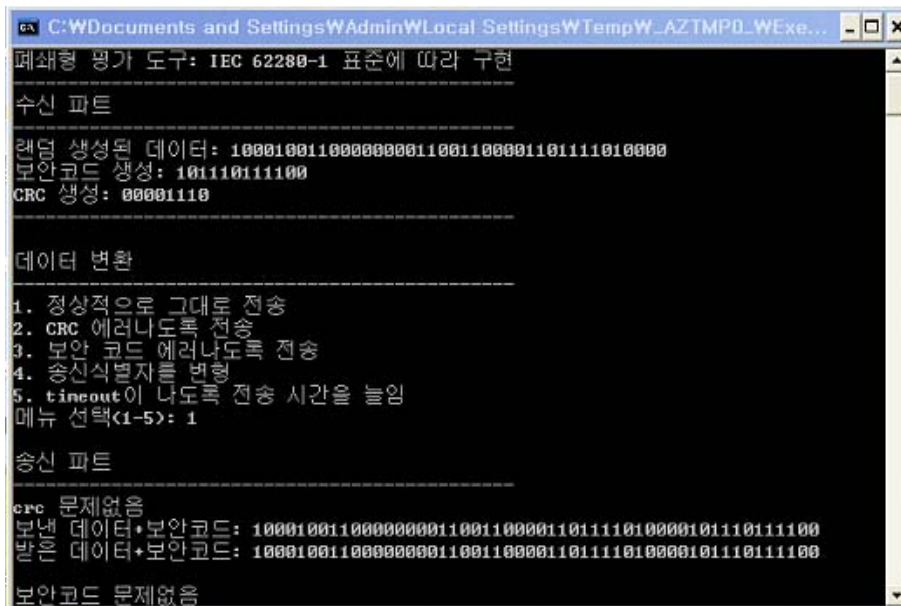 C:₩Documents and Settings₩Admin₩Local Settings₩Temp₩_AZTMP0_₩Exe...
폐쇄형 평가 도구: IEC 62280-1 표준에 따라 구현
--------------------------------------------------
수신 파트
--------------------------------------------------
랜덤 생성된 데이터: 1000100110000000011001100001101111010000
보안코드 생성: 101110111100
CRC 생성: 00001110
--------------------------------------------------
데이터 변환
--------------------------------------------------
1. 정상적으로 그대로 전송
2. CRC 에러나도록 전송
3. 보안 코드 에러나도록 전송
4. 송신식별자를 변형
5. timeout이 나도록 전송 시간을 늘임
메뉴 선택(1-5): 1
송신 파트
--------------------------------------------------
crc 문제없음
보낸 데이터+보안코드: 1000100110000000011001100001101111010000101110111100
받은 데이터+보안코드: 1000100110000000011001100001101111010000101110111100
보안코드 문제없음